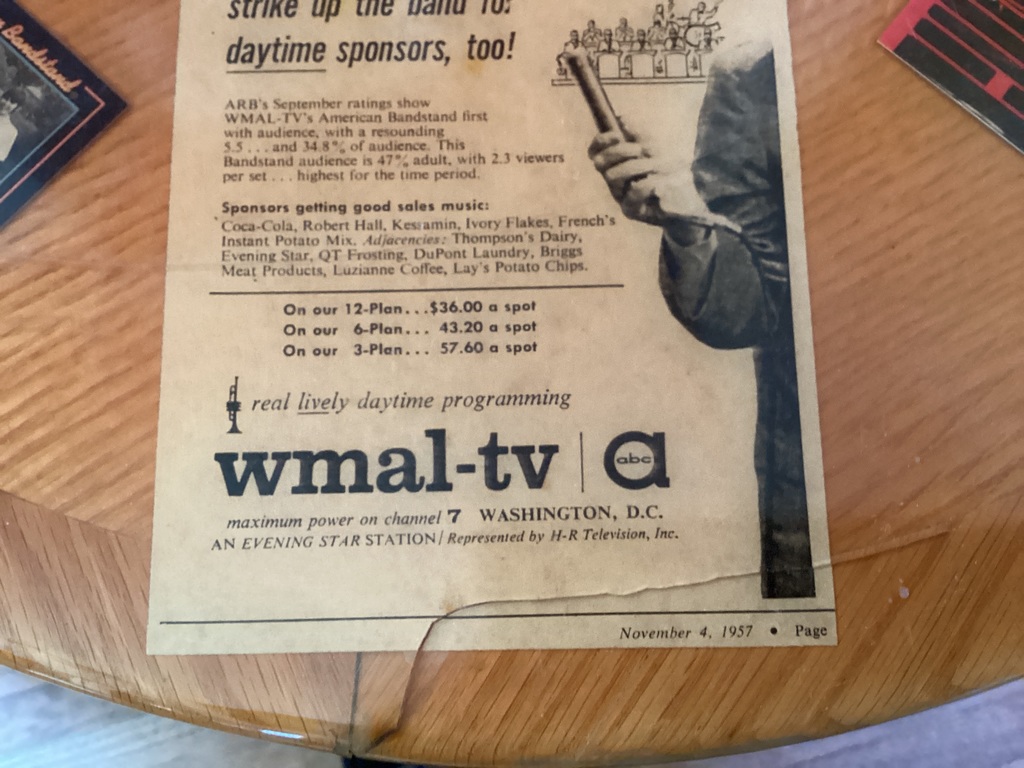 Bandstand
strike up the band for
daytime sponsors, too!
ARB's September ratings show
WMAL-TV's American Bandstand first
with audience, with a resounding
5.5 . . . and 34.8% of audience. This
Bandstand audience is 47% adult, with 2.3 viewers
per set . . . highest for the time period.
Sponsors getting good sales music:
Coca-Cola, Robert Hall, Kessamin, Ivory Flakes, French's
Instant Potato Mix. Adjacencies: Thompson's Dairy,
Evening Star, QT Frosting, DuPont Laundry, Briggs
Meat Products, Luzianne Coffee, Lay's Potato Chips.
On our 12-Plan. . .$36.00 a spot
On our 6-Plan. . . 43.20 a spot
On our 3-Plan. . . 57.60 a spot
real lively daytime programming
wmal-tv | a
abc
maximum power on channel 7 WASHINGTON, D.C.
AN EVENING STAR STATION / Represented by H-R Television, Inc.
November 4, 1957 • Page